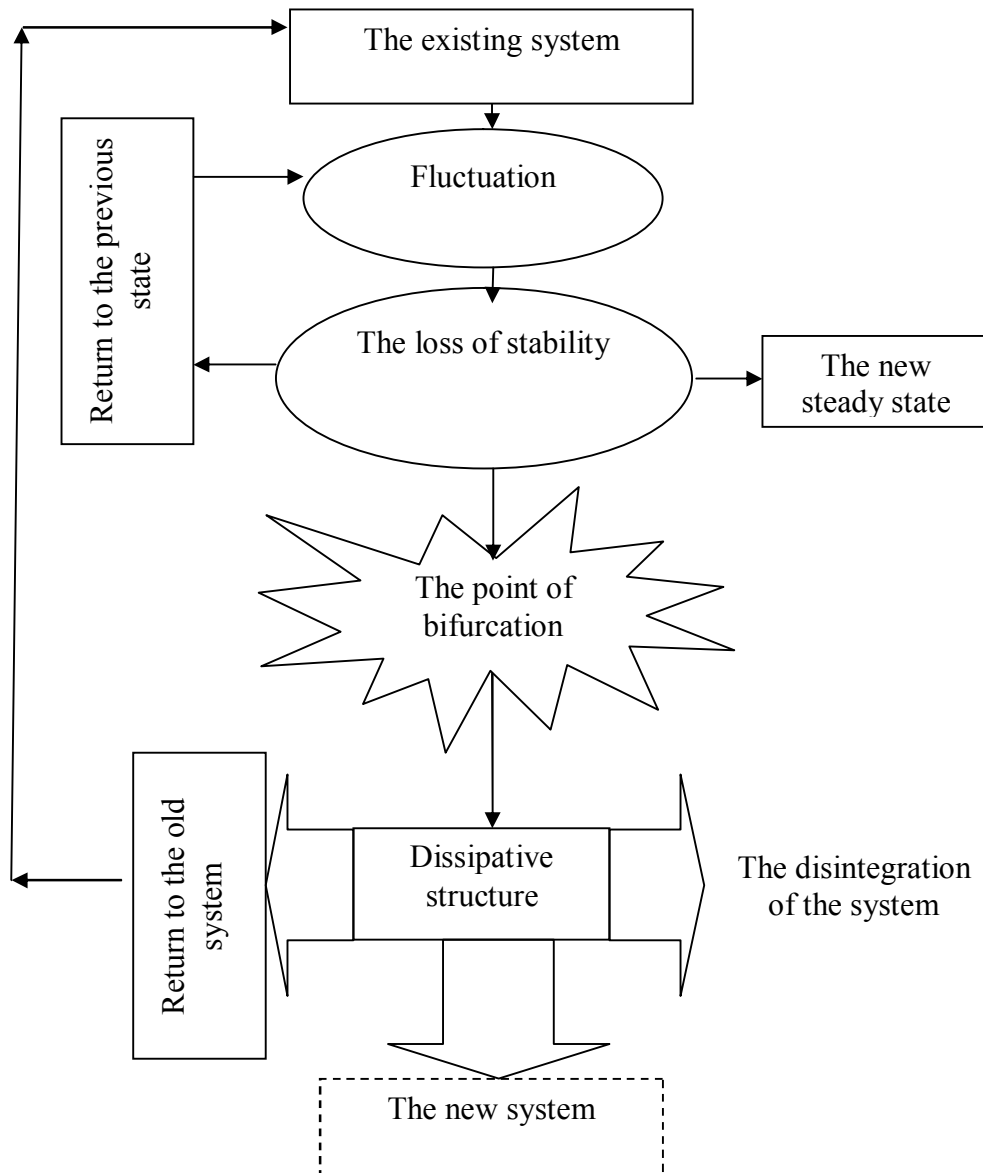 The existing system
Fluctuation
Return to the previous
state
The loss of stability
The new
steady state
The point of
bifurcation
Return to the old
system
Dissipative
structure
The disintegration
of the system
The new system